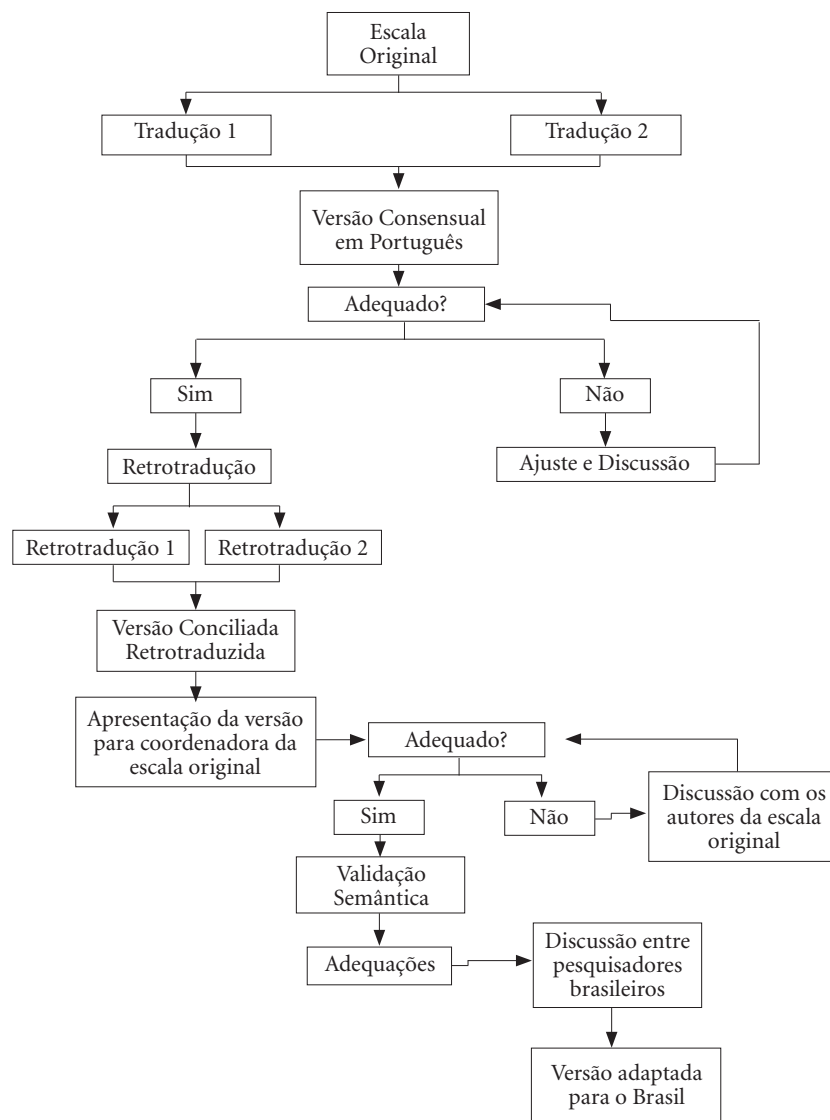 Escala
Original
Tradução 1
Tradução 2
Versão Consensual
em Português
Adequado?
Sim
Não
Retrotradução
Ajuste e Discussão
Retrotradução 1
Retrotradução 2
Versão Conciliada
Retrotraduzida
Apresentação da versão
para coordenadora da
escala original
Adequado?
Sim
Não
Discussão com os
autores da escala
original
Validação
Semântica
Adequações
Discussão entre
pesquisadores
brasileiros
Versão adaptada
para o Brasil